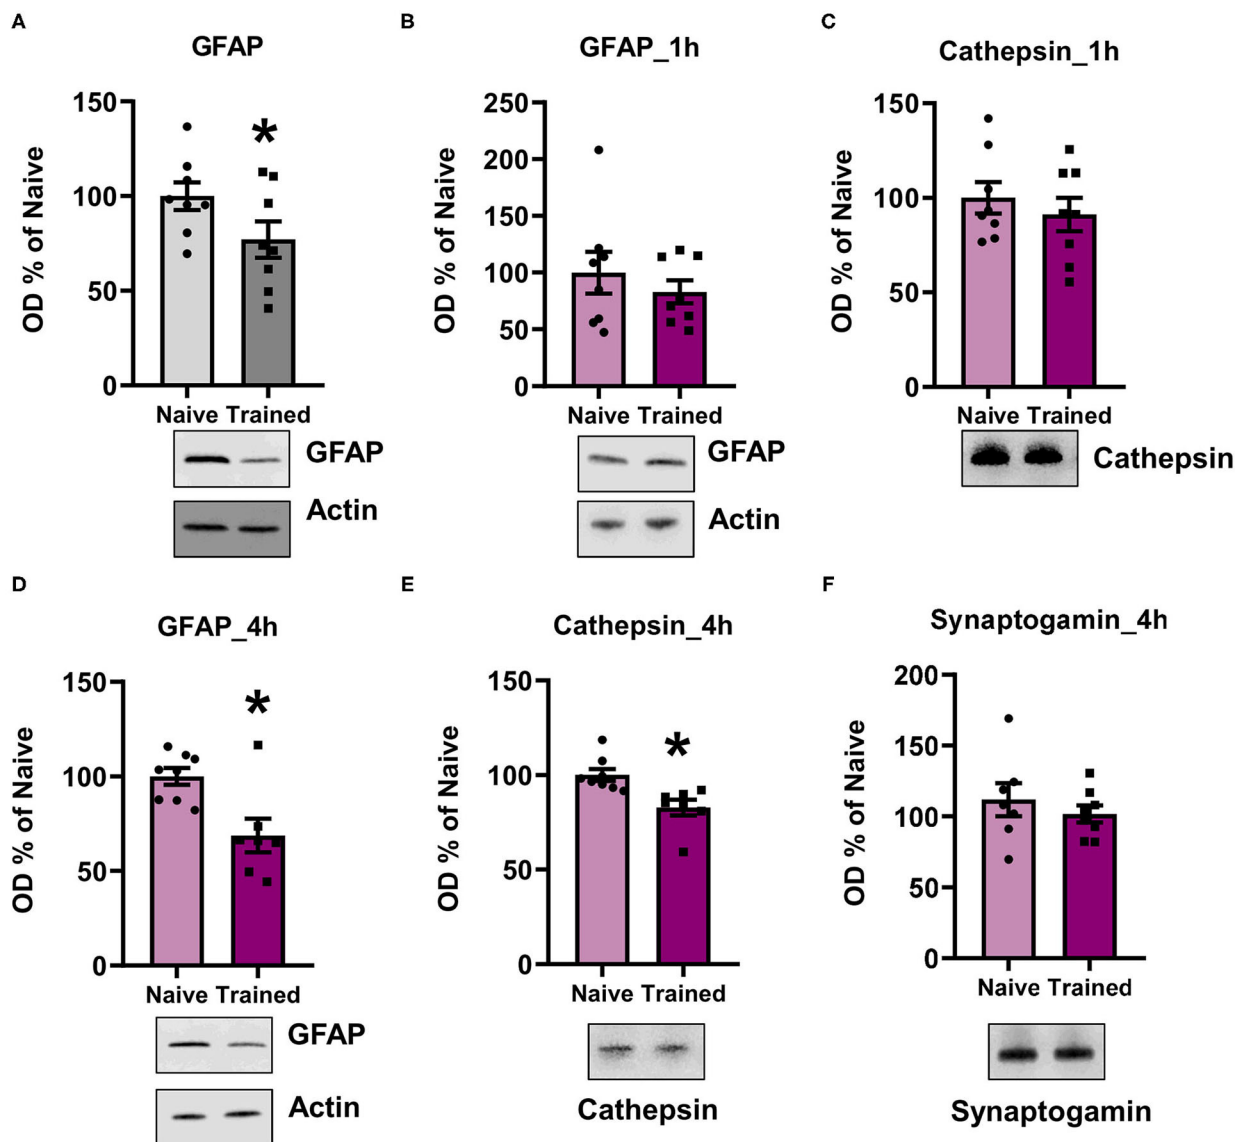 A
GFAP
OD % of Naive
150
100
50
0
*
Naive Trained
GFAP
Actin
B
GFAP_1h
OD % of Naive
250
200
150
100
50
0
Naive Trained
GFAP
Actin
C
Cathepsin_1h
OD % of Naive
150
100
50
0
Naive Trained
Cathepsin
D
GFAP_4h
OD % of Naive
150
100
50
0
*
Naive Trained
GFAP
Actin
E
Cathepsin_4h
OD % of Naive
150
100
50
0
*
Naive Trained
Cathepsin
F
Synaptogamin_4h
OD % of Naive
200
150
100
50
0
Naive Trained
Synaptogamin